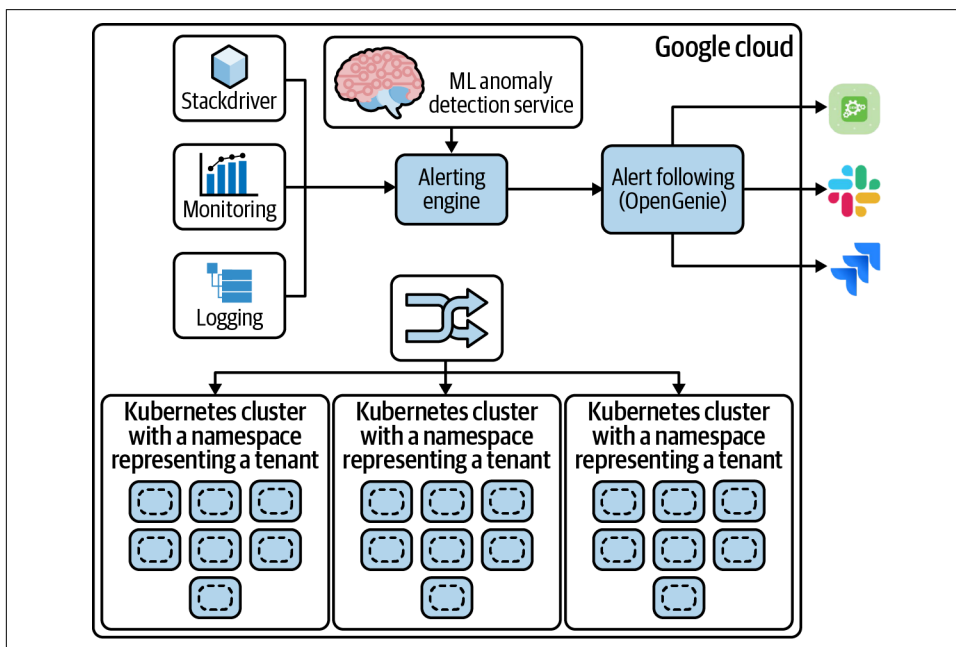 Google cloud
Stackdriver
ML anomaly
detection service
Monitoring
Alerting
engine
Alert following
(OpenGenie)
Logging
Kubernetes cluster
with a namespace
representing a tenant
Kubernetes cluster
with a namespace
representing a tenant
Kubernetes cluster
with a namespace
representing a tenant